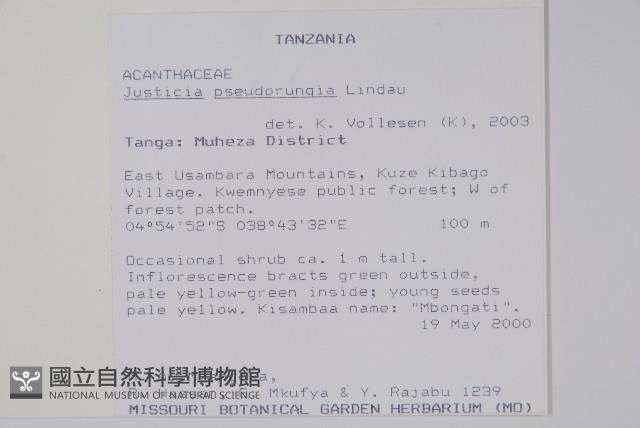 TANZANIA
ACANTHACEAE
Justicia pseudorungia Lindau
det. K. Vollesen (K), 2003
Tanga: Muheza District
East Usambara Mountains, Kuze Kibago
Village. Kwemnyese public forest; W of
forest patch.
04°54'52"S 038°43'32"E 100 m
Occasional shrub ca. 1 m tall.
Inflorescence bracts green outside,
pale yellow-green inside; young seeds
pale yellow. Kisambaa name: "Mbongati".
19 May 2000
國立自然科學博物館
NATIONAL MUSEUM OF NATURAL SCIENCE
Mkufya & Y. Rajabu 1239
MISSOURI BOTANICAL GARDEN HERBARIUM (MO)